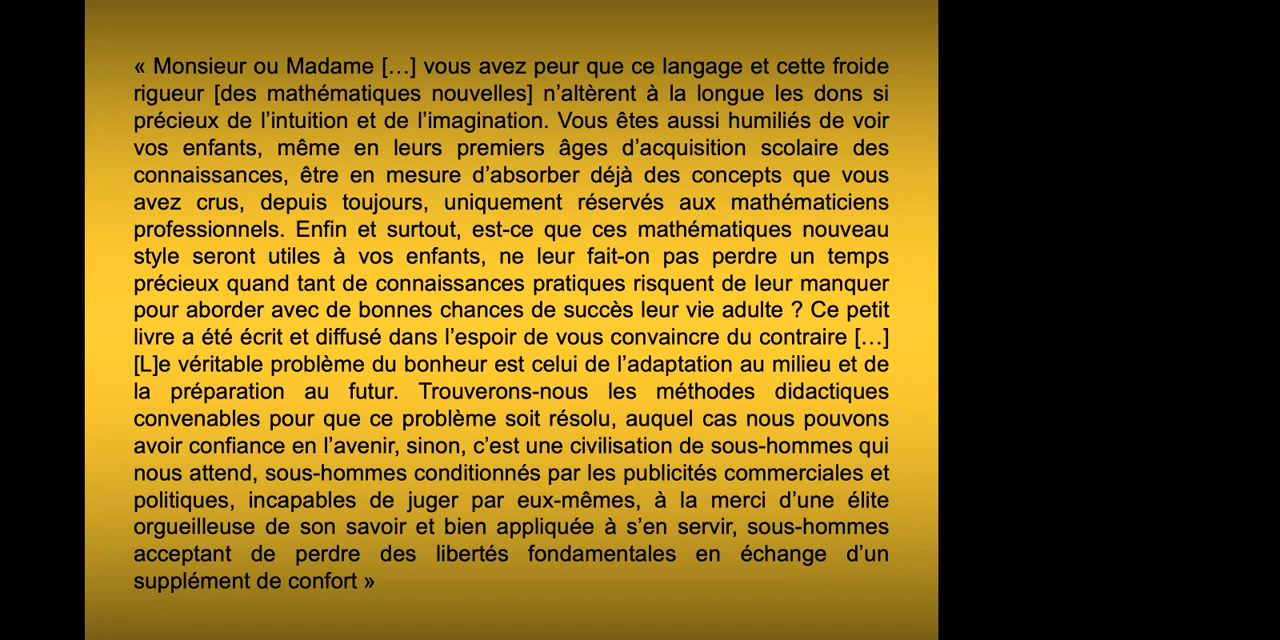 « Monsieur ou Madame […] vous avez peur que ce langage et cette froide
rigueur [des mathématiques nouvelles] n’altèrent à la longue les dons si
précieux de l’intuition et de l’imagination. Vous êtes aussi humiliés de voir
vos enfants, même en leurs premiers âges d’acquisition scolaire des
connaissances, être en mesure d’absorber déjà des concepts que vous
avez crus, depuis toujours, uniquement réservés aux mathématiciens
professionnels. Enfin et surtout, est-ce que ces mathématiques nouveau
style seront utiles à vos enfants, ne leur fait-on pas perdre un temps
précieux quand tant de connaissances pratiques risquent de leur manquer
pour aborder avec de bonnes chances de succès leur vie adulte ? Ce petit
livre a été écrit et diffusé dans l’espoir de vous convaincre du contraire […]
[L]e véritable problème du bonheur est celui de l’adaptation au milieu et de
la préparation au futur. Trouverons-nous les méthodes didactiques
convenables pour que ce problème soit résolu, auquel cas nous pouvons
avoir confiance en l’avenir, sinon, c’est une civilisation de sous-hommes qui
nous attend, sous-hommes conditionnés par les publicités commerciales et
politiques, incapables de juger par eux-mêmes, à la merci d’une élite
orgueilleuse de son savoir et bien appliquée à s’en servir, sous-hommes
acceptant de perdre des libertés fondamentales en échange d’un
supplément de confort »